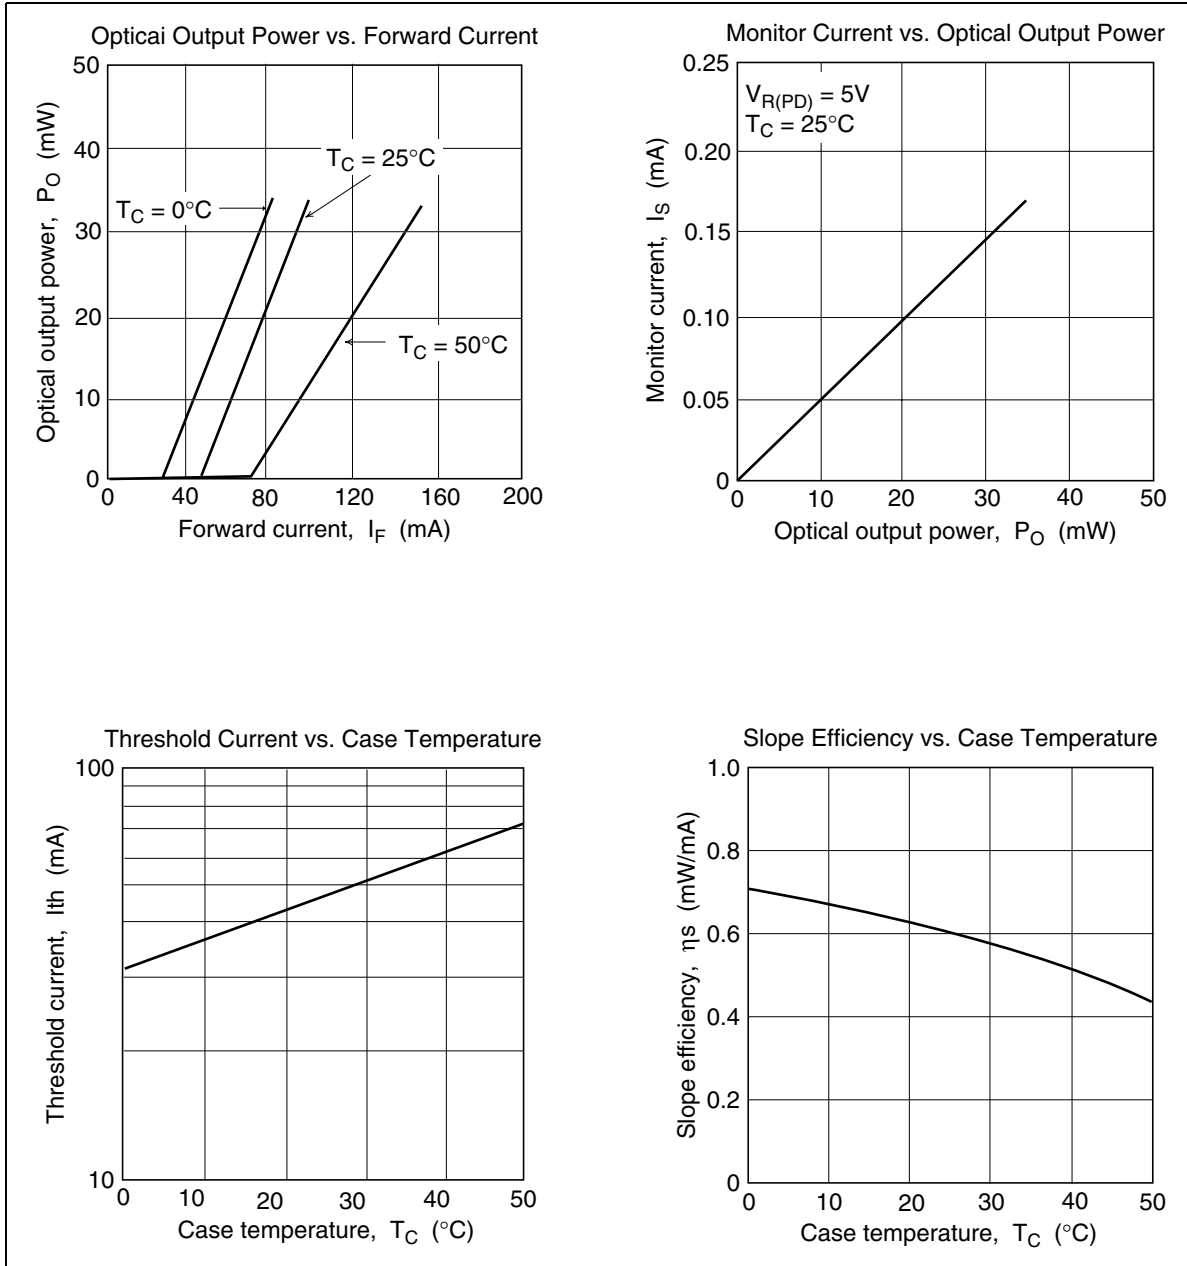 Opticai Output Power vs. Forward Current
50
40
30
20
10
0
Optical output power, PO (mW)
TC = 0°C
TC = 25°C
TC = 50°C
0 40 80 120 160 200
Forward current, IF (mA)
Monitor Current vs. Optical Output Power
0.25
0.20
0.15
0.10
0.05
0
Monitor current, IS (mA)
VR(PD) = 5V
TC = 25°C
0 10 20 30 40 50
Optical output power, PO (mW)
Threshold Current vs. Case Temperature
100
10
Threshold current, Ith (mA)
0 10 20 30 40 50
Case temperature, TC (°C)
Slope Efficiency vs. Case Temperature
1.0
0.8
0.6
0.4
0.2
0
Slope efficiency, ηs (mW/mA)
0 10 20 30 40 50
Case temperature, TC (°C)